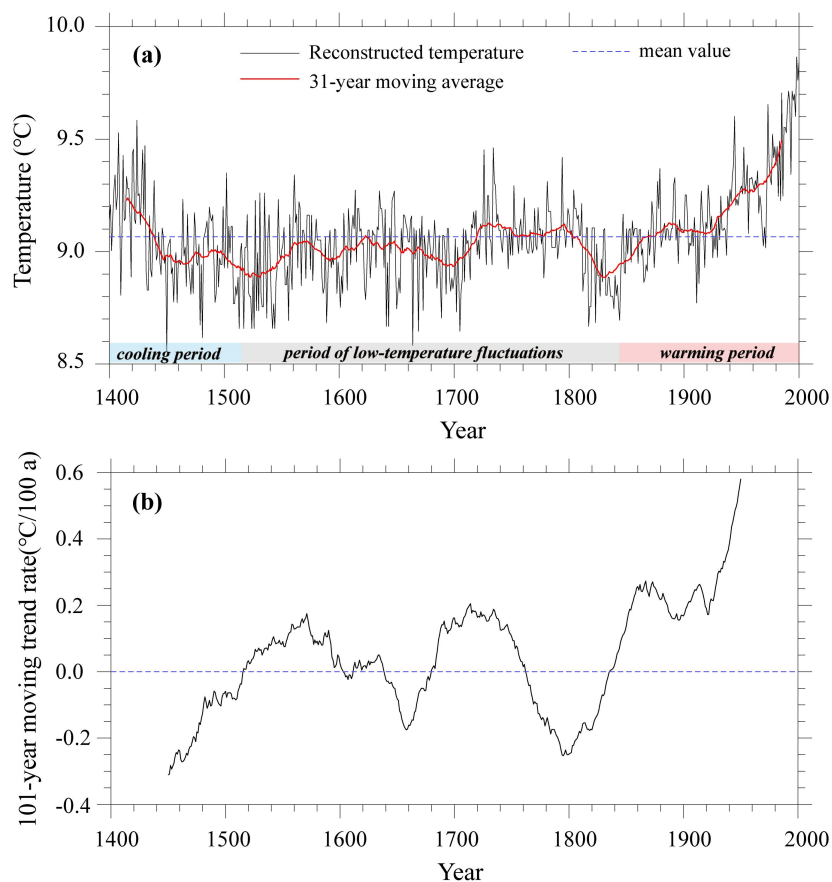 10.0
(a)
Reconstructed temperature
mean value
31-year moving average
9.5
9.0
8.5
Temperature (°C)
cooling period
period of low-temperature fluctuations
warming period
1400 1500 1600 1700 1800 1900 2000
Year
0.6
(b)
0.4
0.2
0.0
-0.2
-0.4
101-year moving trend rate(°C/100 a)
1400 1500 1600 1700 1800 1900 2000
Year